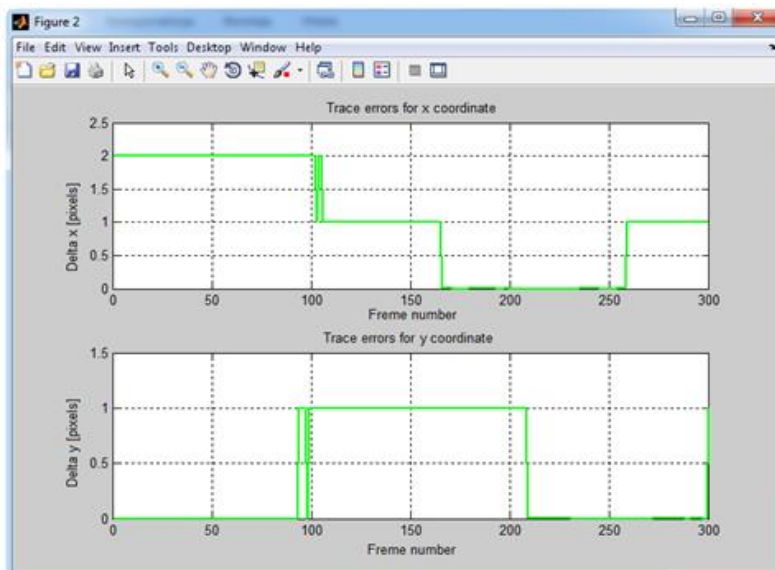 Figure 2
File Edit View Insert Tools Desktop Window Help
Trace errors for x coordinate
2.5
2
1.5
1
0.5
0
Delta x [pixels]
0 50 100 150 200 250 300
Freme number
Trace errors for y coordinate
1.5
1
0.5
0
Delta y [pixels]
0 50 100 150 200 250 300
Freme number